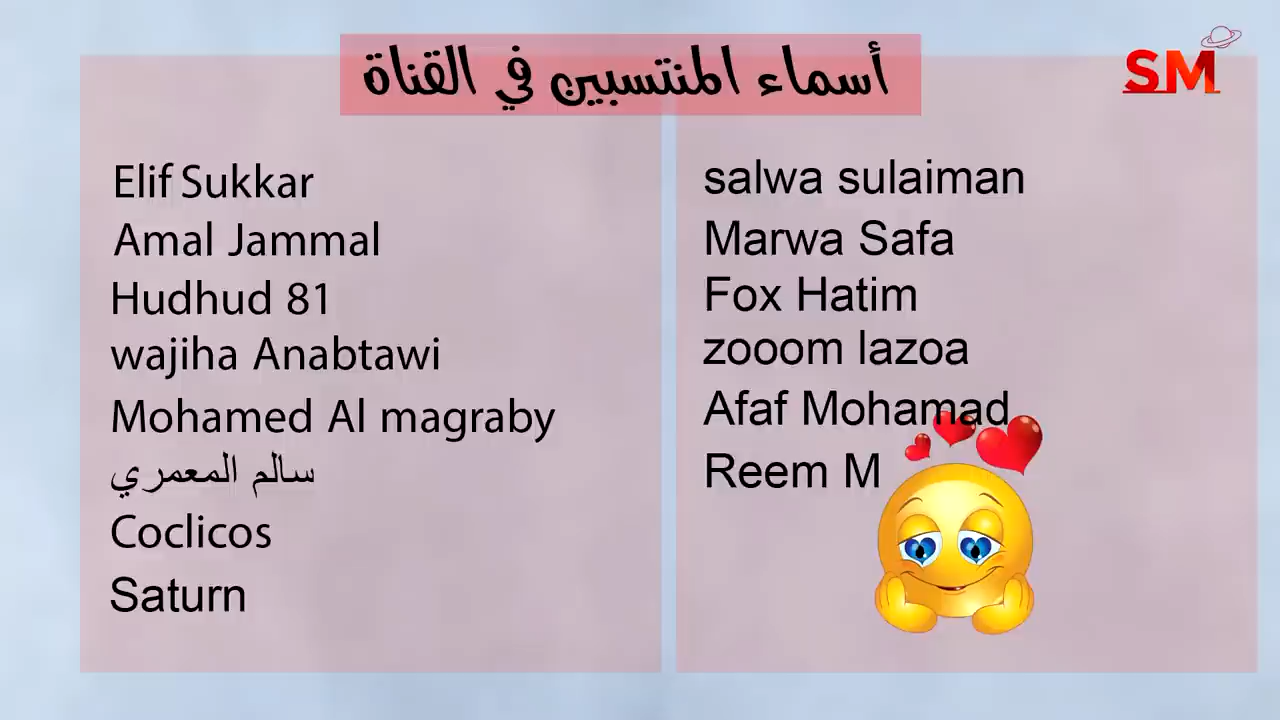 أسماء المنتسبين في القناة
SM
Elif Sukkar
Amal Jammal
Hudhud 81
wajiha Anabtawi
Mohamed Al magraby
سالم المعمري
Coclicos
Saturn
salwa sulaiman
Marwa Safa
Fox Hatim
zooom lazoa
Afaf Mohamad
Reem M